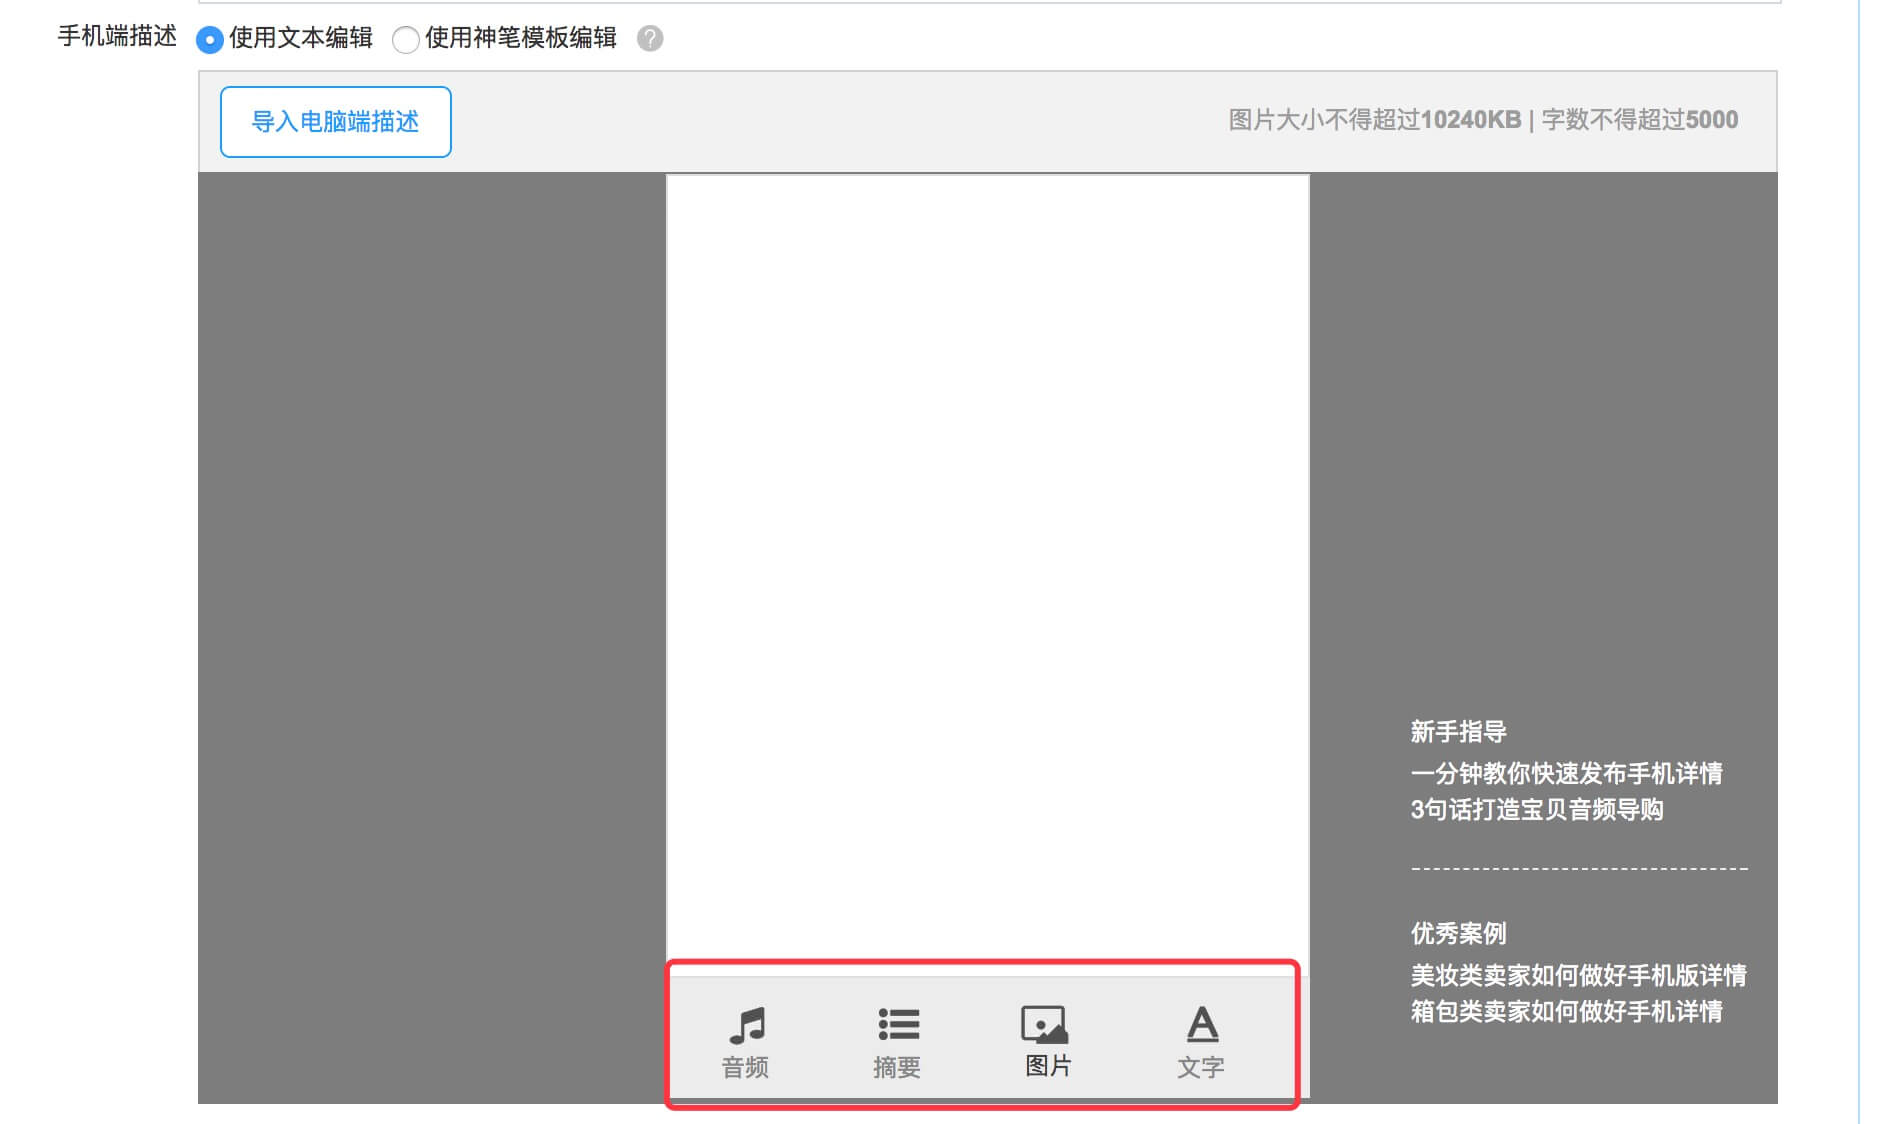 手机端描述 使用文本编辑 使用神笔模板编辑 ?
导入电脑端描述 图片大小不得超过10240KB | 字数不得超过5000
新手指导
一分钟教你快速发布手机详情
3句话打造宝贝音频导购
优秀案例
美妆类卖家如何做好手机版详情
箱包类卖家如何做好手机详情
音频 摘要 图片 文字